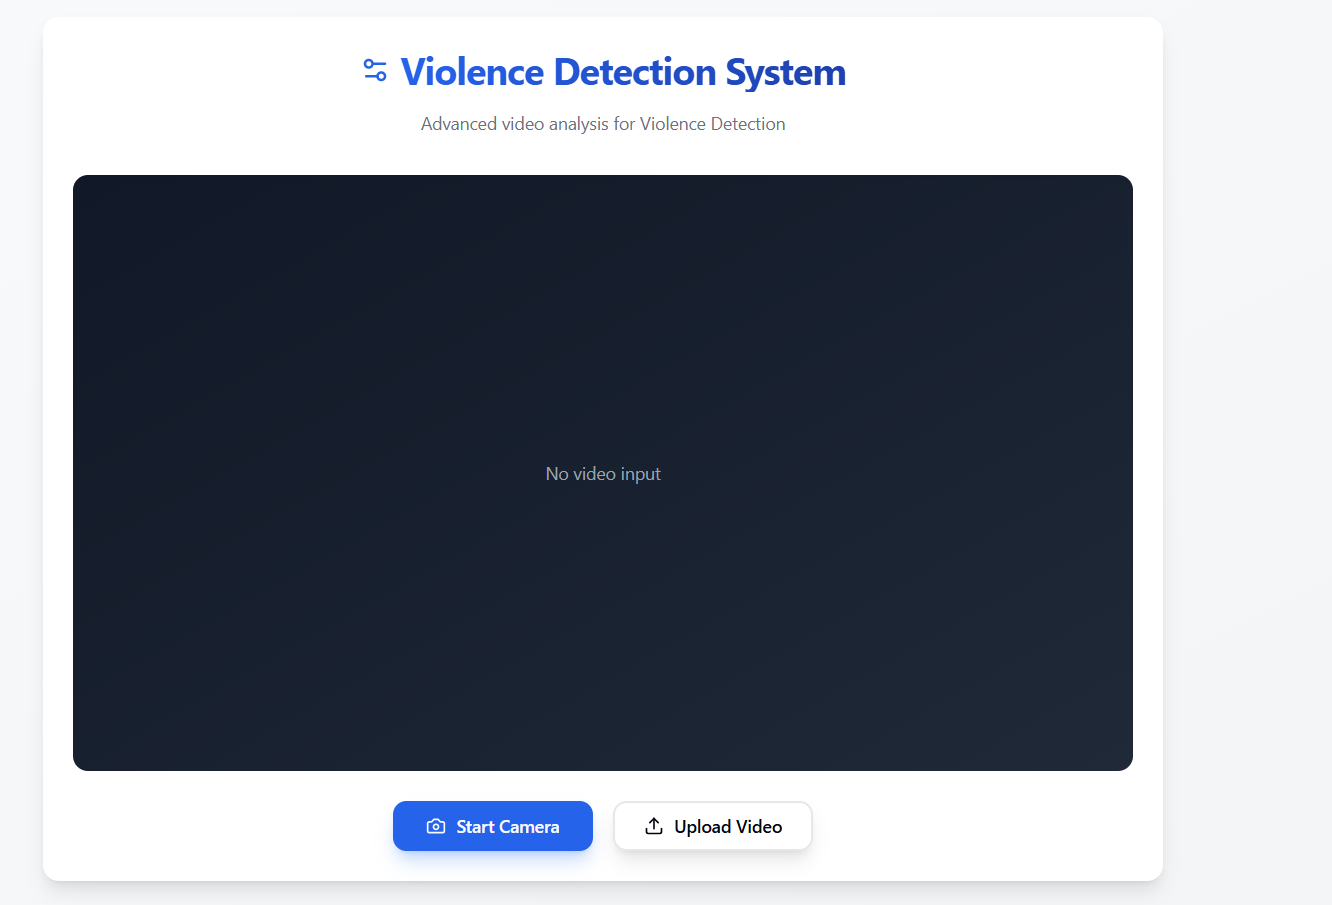 Violence Detection System
Advanced video analysis for Violence Detection
No video input
Start Camera
Upload Video